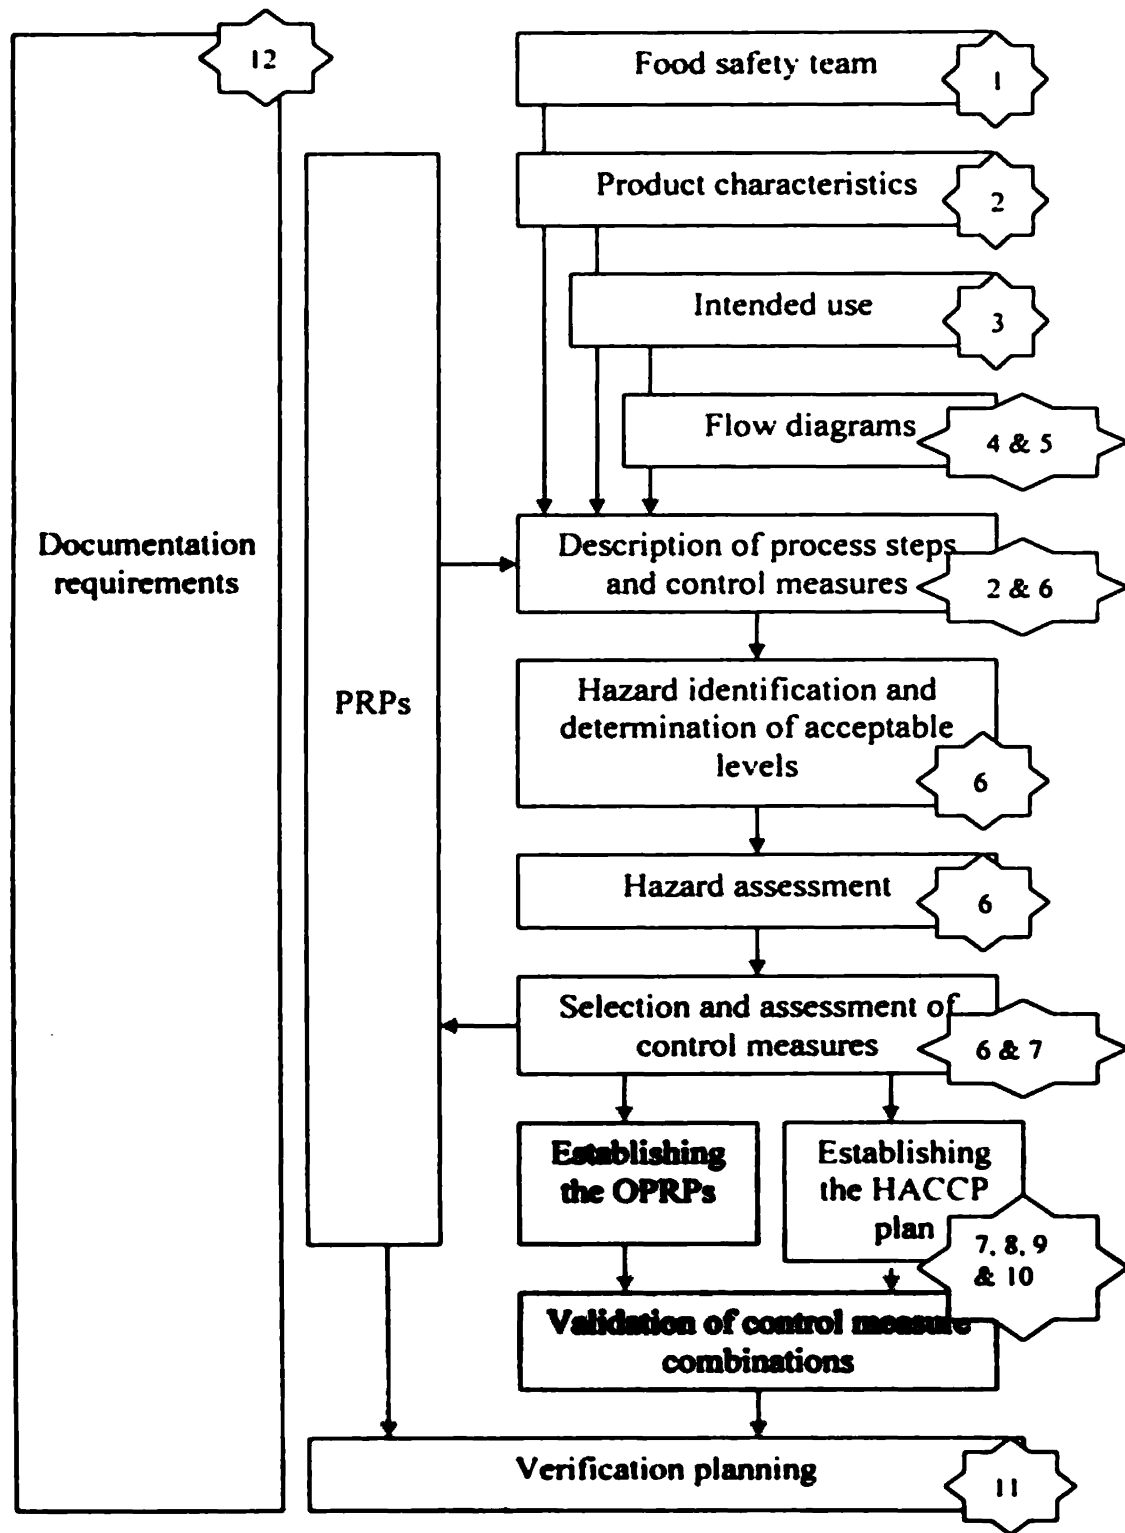 12
Food safety team
1
Product characteristics
2
Intended use
3
Flow diagrams
4 & 5
Documentation
requirements
PRPs
Description of process steps
and control measures
2 & 6
Hazard identification and
determination of acceptable
levels
6
Hazard assessment
6
Selection and assessment of
control measures
6 & 7
Establishing
the OPRPs
Establishing
the HACCP
plan
7, 8, 9
& 10
Validation of control measure
combinations
Verification planning
11